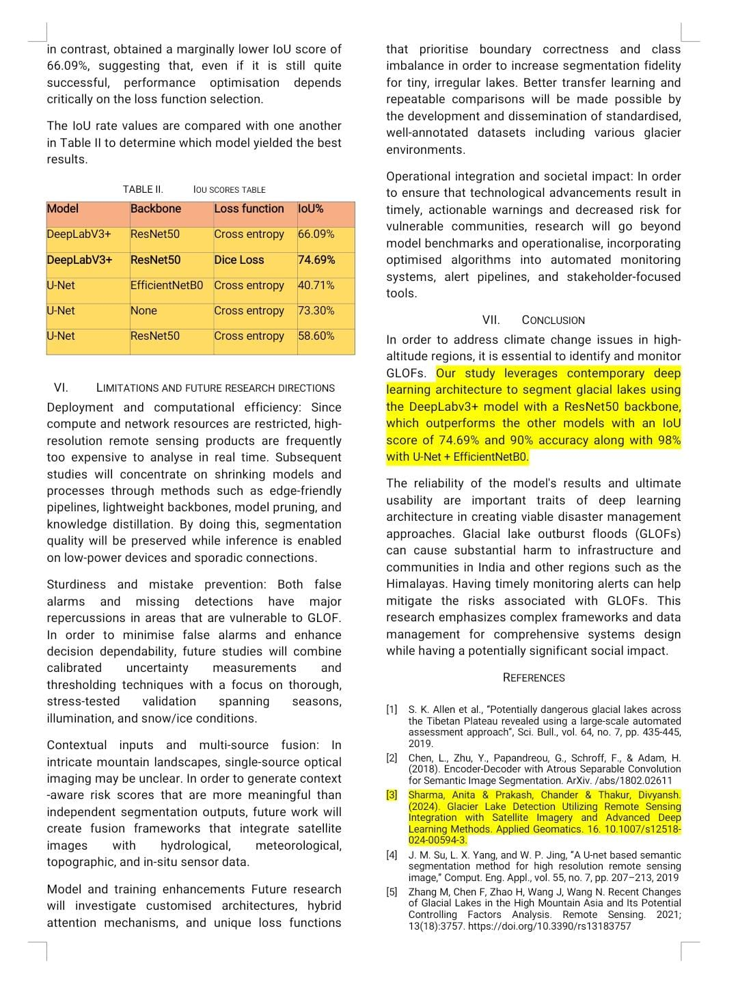 in contrast, obtained a marginally lower IoU score of
66.09%, suggesting that, even if it is still quite
successful, performance optimisation depends
critically on the loss function selection.
The IoU rate values are compared with one another
in Table II to determine which model yielded the best
results.
TABLE II. IOU SCORES TABLE
Model Backbone Loss function IoU%
DeepLabV3+ ResNet50 Cross entropy 66.09%
DeepLabV3+ ResNet50 Dice Loss 74.69%
U-Net EfficientNetB0 Cross entropy 40.71%
U-Net None Cross entropy 73.30%
U-Net ResNet50 Cross entropy 58.60%
VI. LIMITATIONS AND FUTURE RESEARCH DIRECTIONS
Deployment and computational efficiency: Since
compute and network resources are restricted, high-
resolution remote sensing products are frequently
too expensive to analyse in real time. Subsequent
studies will concentrate on shrinking models and
processes through methods such as edge-friendly
pipelines, lightweight backbones, model pruning, and
knowledge distillation. By doing this, segmentation
quality will be preserved while inference is enabled
on low-power devices and sporadic connections.
Sturdiness and mistake prevention: Both false
alarms and missing detections have major
repercussions in areas that are vulnerable to GLOF.
In order to minimise false alarms and enhance
decision dependability, future studies will combine
calibrated uncertainty measurements and
thresholding techniques with a focus on thorough,
stress-tested validation spanning seasons,
illumination, and snow/ice conditions.
Contextual inputs and multi-source fusion: In
intricate mountain landscapes, single-source optical
imaging may be unclear. In order to generate context
-aware risk scores that are more meaningful than
independent segmentation outputs, future work will
create fusion frameworks that integrate satellite
images with hydrological, meteorological,
topographic, and in-situ sensor data.
Model and training enhancements Future research
will investigate customised architectures, hybrid
attention mechanisms, and unique loss functions
that prioritise boundary correctness and class
imbalance in order to increase segmentation fidelity
for tiny, irregular lakes. Better transfer learning and
repeatable comparisons will be made possible by
the development and dissemination of standardised,
well-annotated datasets including various glacier
environments.
Operational integration and societal impact: In order
to ensure that technological advancements result in
timely, actionable warnings and decreased risk for
vulnerable communities, research will go beyond
model benchmarks and operationalise, incorporating
optimised algorithms into automated monitoring
systems, alert pipelines, and stakeholder-focused
tools.
VII. CONCLUSION
In order to address climate change issues in high-
altitude regions, it is essential to identify and monitor
GLOFs. Our study leverages contemporary deep
learning architecture to segment glacial lakes using
the DeepLabv3+ model with a ResNet50 backbone,
which outperforms the other models with an IoU
score of 74.69% and 90% accuracy along with 98%
with U-Net + EfficientNetB0.
The reliability of the model's results and ultimate
usability are important traits of deep learning
architecture in creating viable disaster management
approaches. Glacial lake outburst floods (GLOFs)
can cause substantial harm to infrastructure and
communities in India and other regions such as the
Himalayas. Having timely monitoring alerts can help
mitigate the risks associated with GLOFs. This
research emphasizes complex frameworks and data
management for comprehensive systems design
while having a potentially significant social impact.
REFERENCES
[1] S. K. Allen et al., “Potentially dangerous glacial lakes across
the Tibetan Plateau revealed using a large-scale automated
assessment approach”, Sci. Bull., vol. 64, no. 7, pp. 435-445,
2019.
[2] Chen, L., Zhu, Y., Papandreou, G., Schroff, F., & Adam, H.
(2018). Encoder-Decoder with Atrous Separable Convolution
for Semantic Image Segmentation. ArXiv. /abs/1802.02611
[3] Sharma, Anita & Prakash, Chander & Thakur, Divyansh.
(2024). Glacier Lake Detection Utilizing Remote Sensing
Integration with Satellite Imagery and Advanced Deep
Learning Methods. Applied Geomatics. 16. 10.1007/s12518-
024-00594-3.
[4] J. M. Su, L. X. Yang, and W. P. Jing, “A U-net based semantic
segmentation method for high resolution remote sensing
image,” Comput. Eng. Appl., vol. 55, no. 7, pp. 207–213, 2019
[5] Zhang M, Chen F, Zhao H, Wang J, Wang N. Recent Changes
of Glacial Lakes in the High Mountain Asia and Its Potential
Controlling Factors Analysis. Remote Sensing. 2021;
13(18):3757. https://doi.org/10.3390/rs13183757